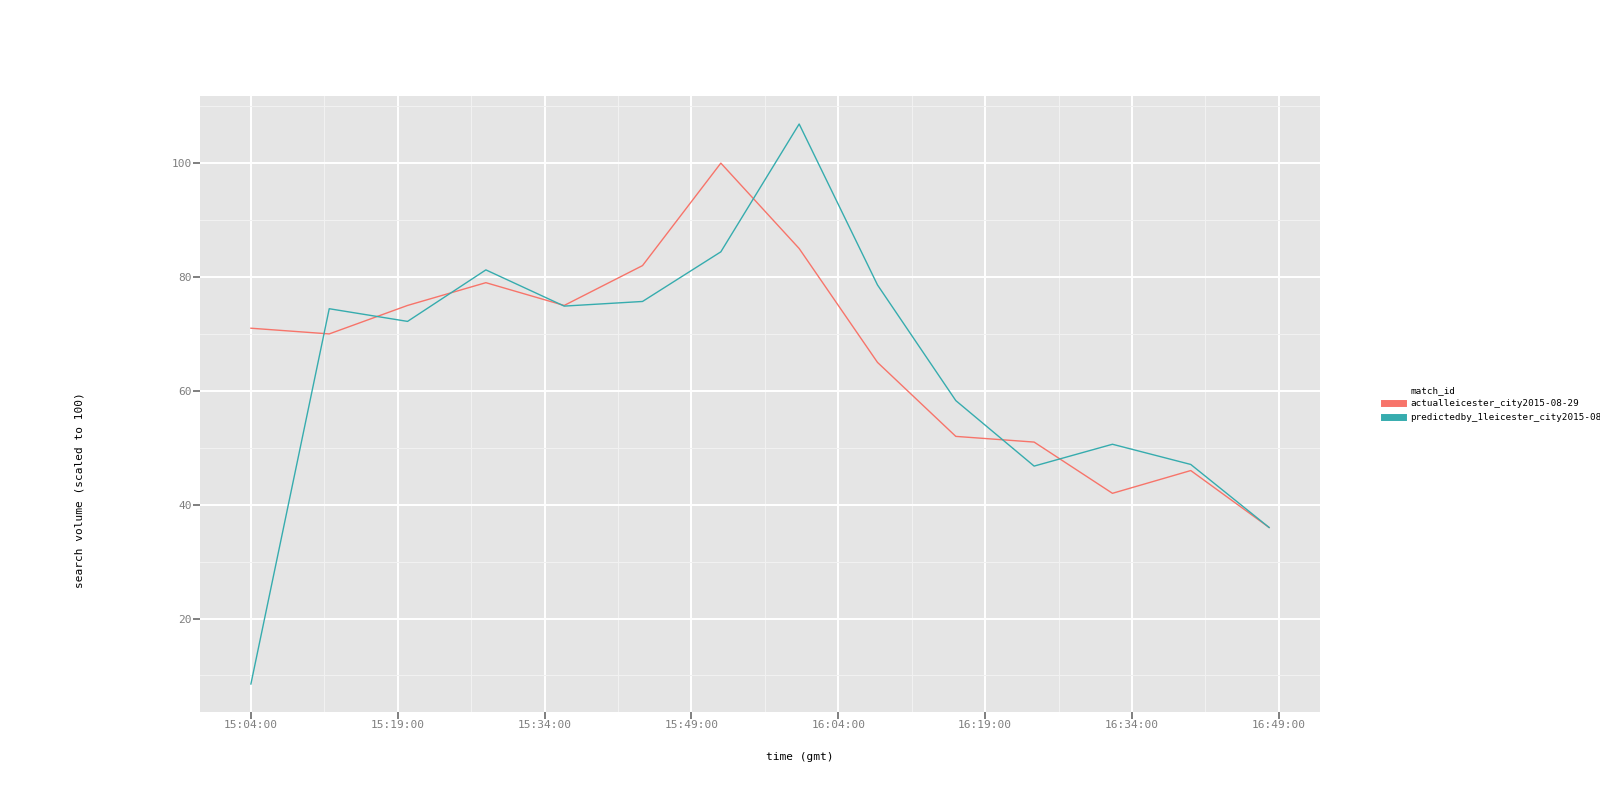 100
80
60
40
20
search volume (scaled to 100)
15:04:00 15:19:00 15:34:00 15:49:00 16:04:00 16:19:00 16:34:00 16:49:00
time (gmt)
match_id
actualleicester_city2015-08-29
predictedby_1leicester_city2015-08